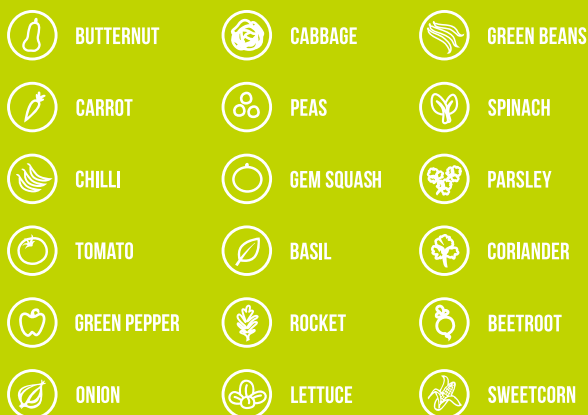 BUTTERNUT
CABBAGE
GREEN BEANS
CARROT
PEAS
SPINACH
CHILLI
GEM SQUASH
PARSLEY
TOMATO
BASIL
CORIANDER
GREEN PEPPER
ROCKET
BEETROOT
ONION
LETTUCE
SWEETCORN